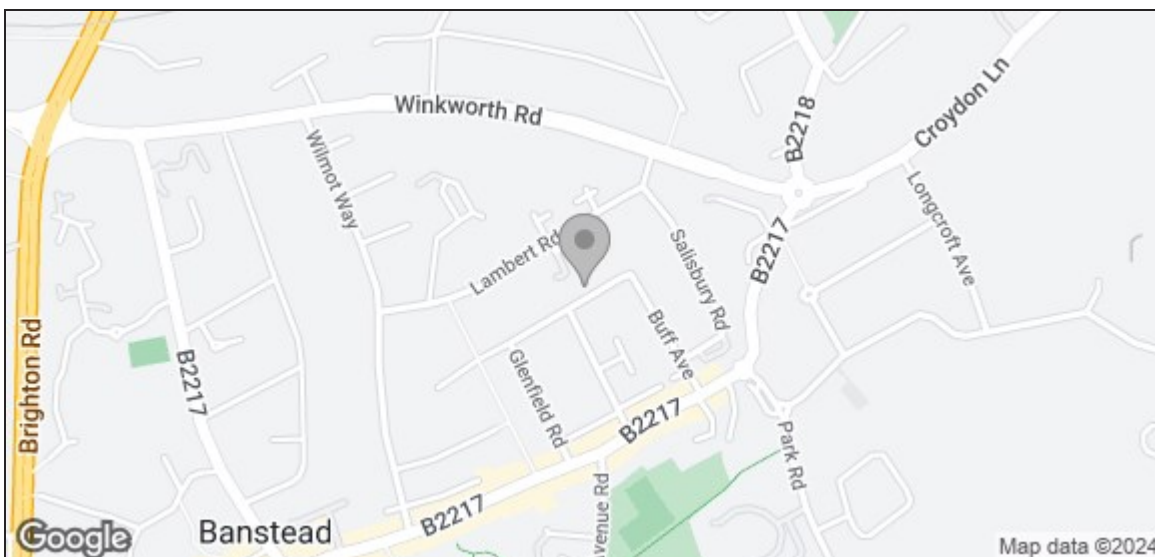 Winkworth Rd
B2218
Croydon Ln
Wilmot Way
Longcroft Ave
Lambert Rd
Salisbury Rd
B2217
Brighton Rd
B2217
Buff Ave
Glenfield Rd
B2217
Park Rd
B2217
venue Rd
Banstead
Google
Map data ©2024